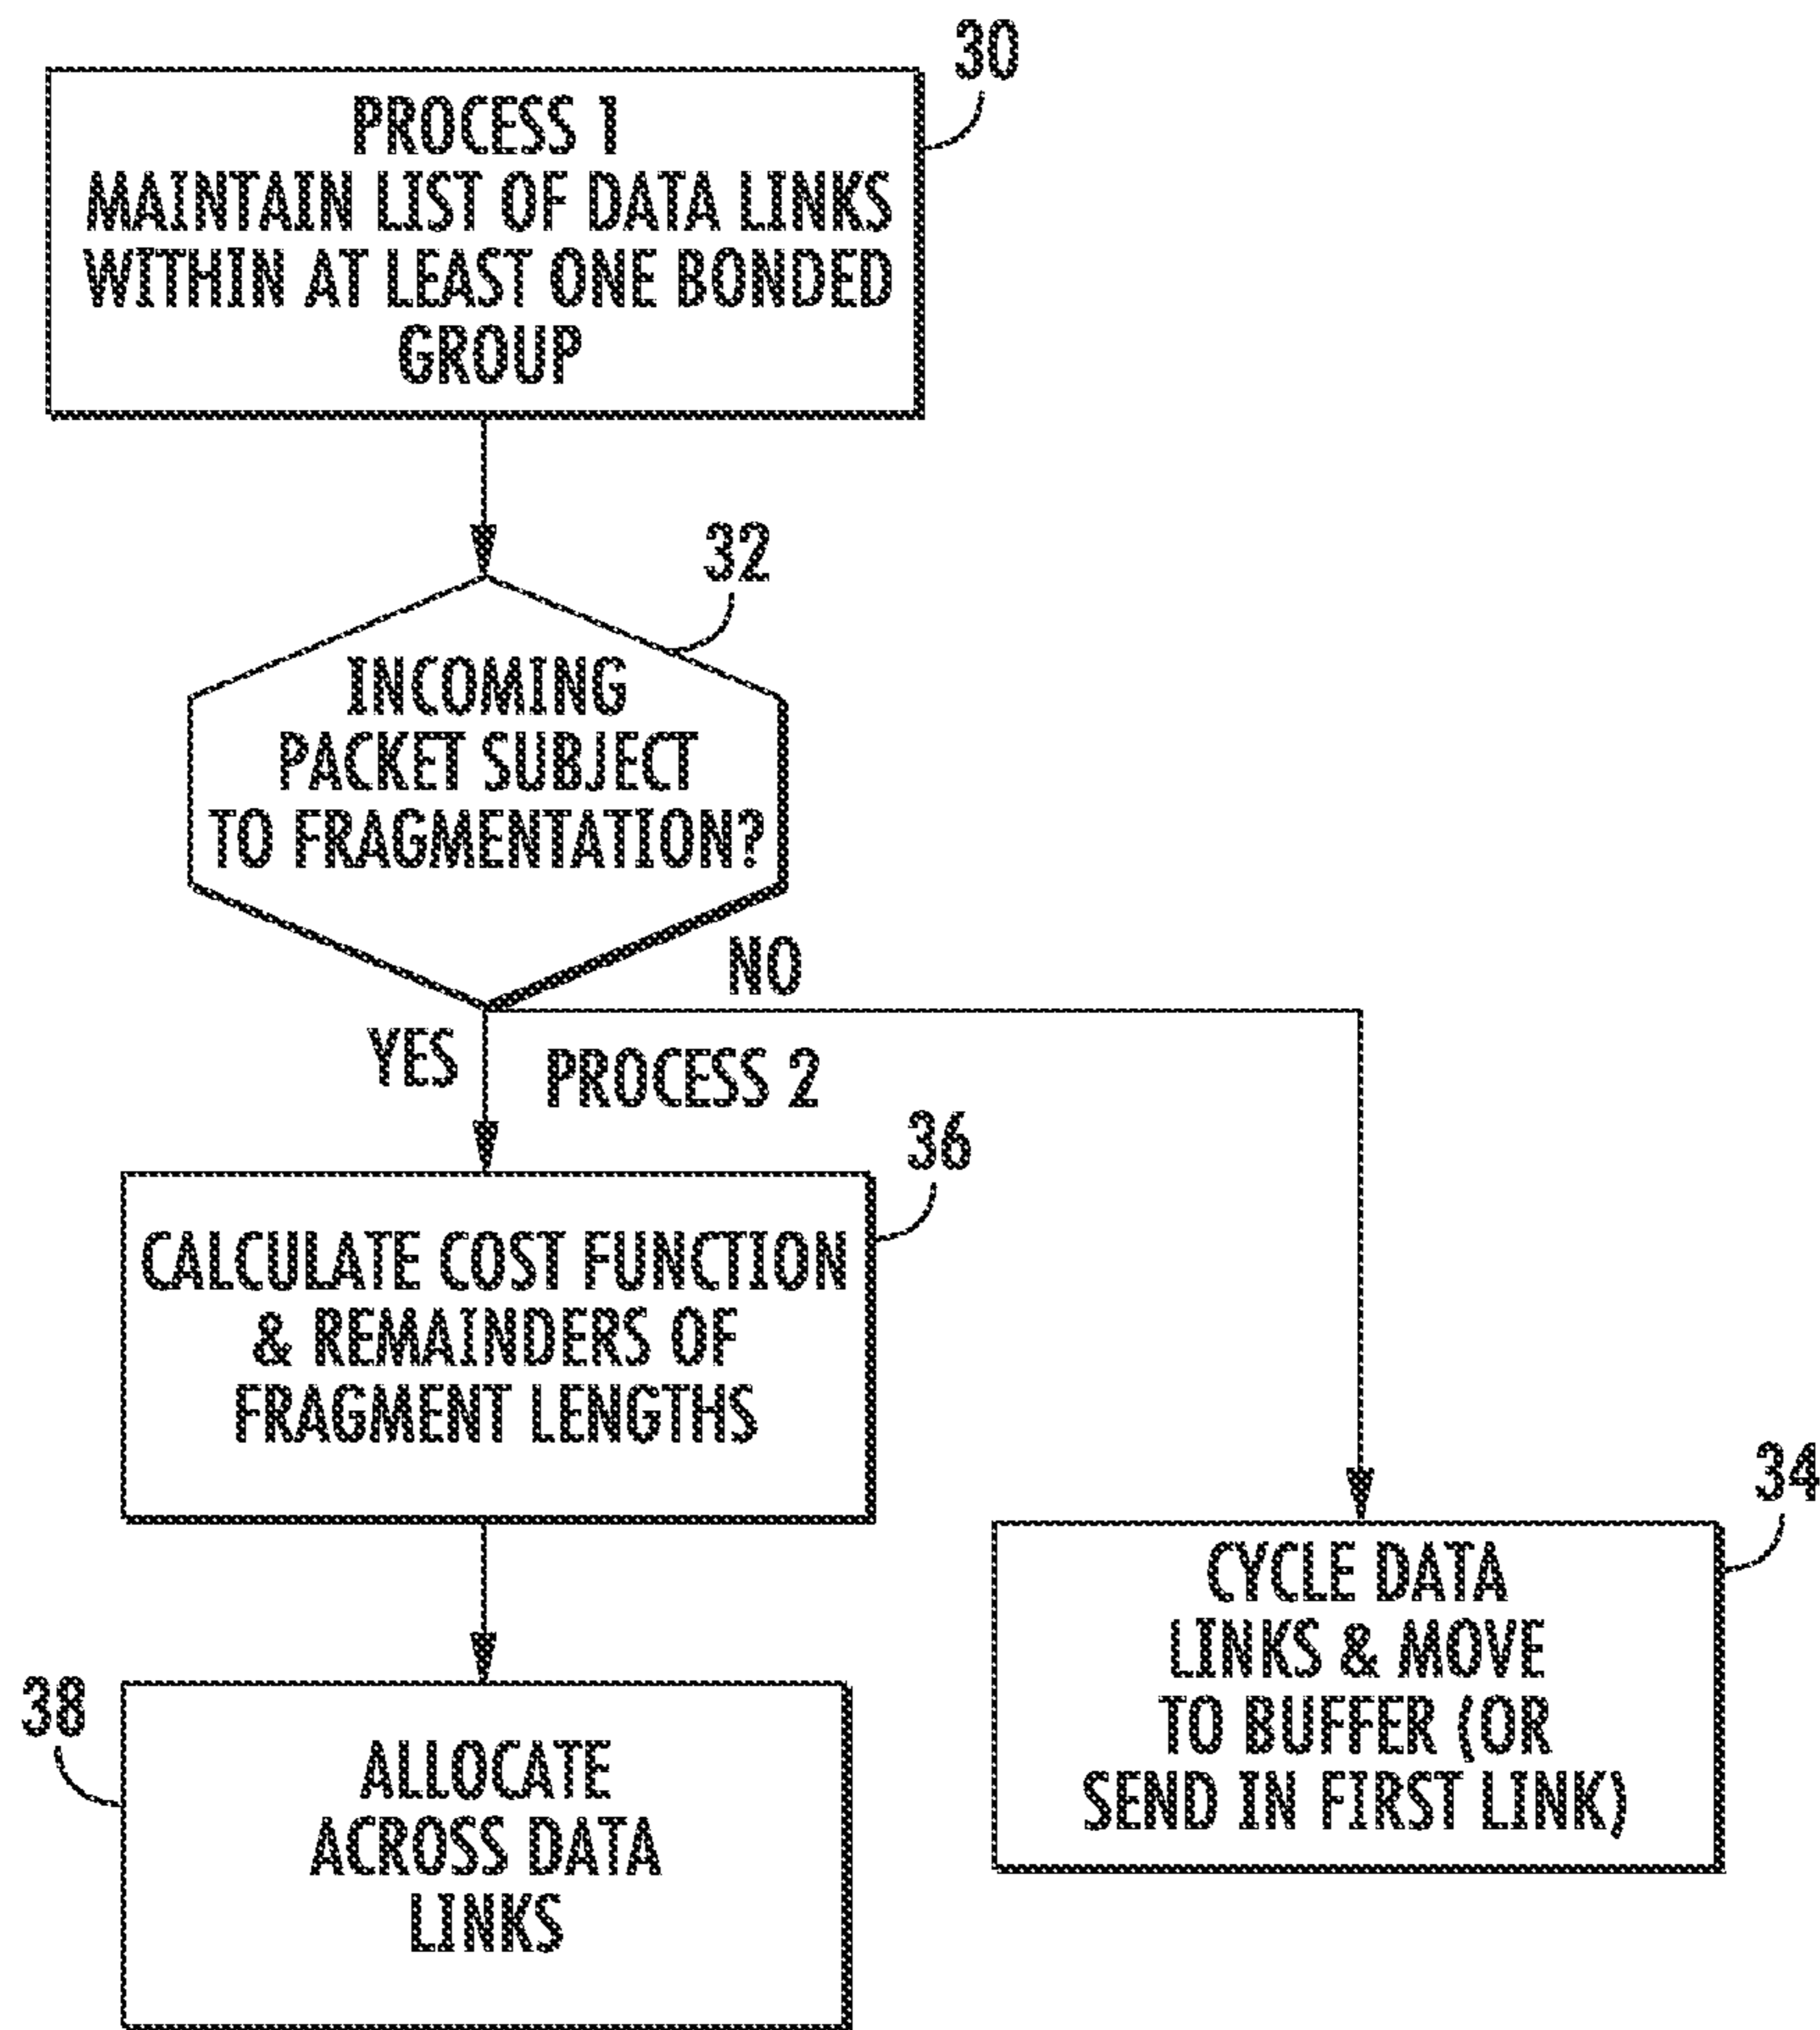 30
PROCESS 1
MAINTAIN LIST OF DATA LINKS
WITHIN AT LEAST ONE BONDED
GROUP
32
INCOMING
PACKET SUBJECT
TO FRAGMENTATION?
NO
YES
PROCESS 2
36
CALCULATE COST FUNCTION
& REMAINDERS OF
FRAGMENT LENGTHS
34
CYCLE DATA
LINKS & MOVE
TO BUFFER (OR
SEND IN FIRST LINK)
38
ALLOCATE
ACROSS DATA
LINKS